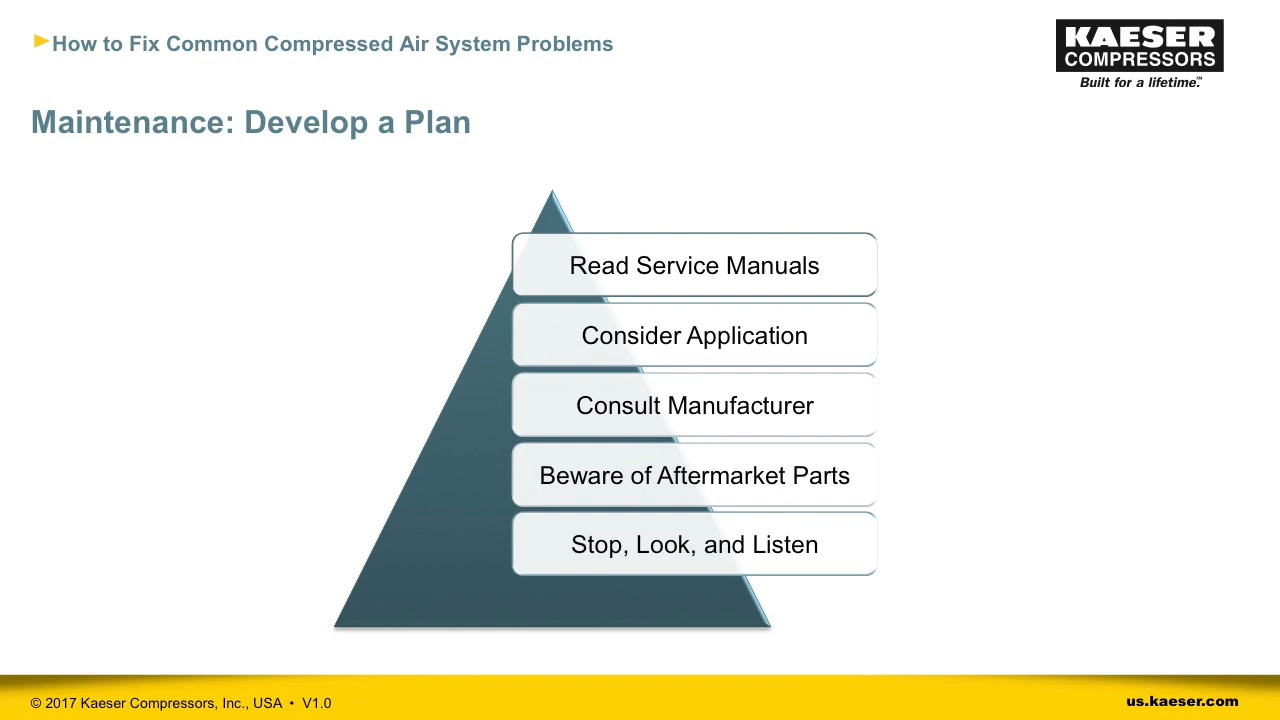 How to Fix Common Compressed Air System Problems
KAESER
COMPRESSORS
Built for a lifetime.™
Maintenance: Develop a Plan
Read Service Manuals
Consider Application
Consult Manufacturer
Beware of Aftermarket Parts
Stop, Look, and Listen
© 2017 Kaeser Compressors, Inc., USA • V1.0
us.kaeser.com